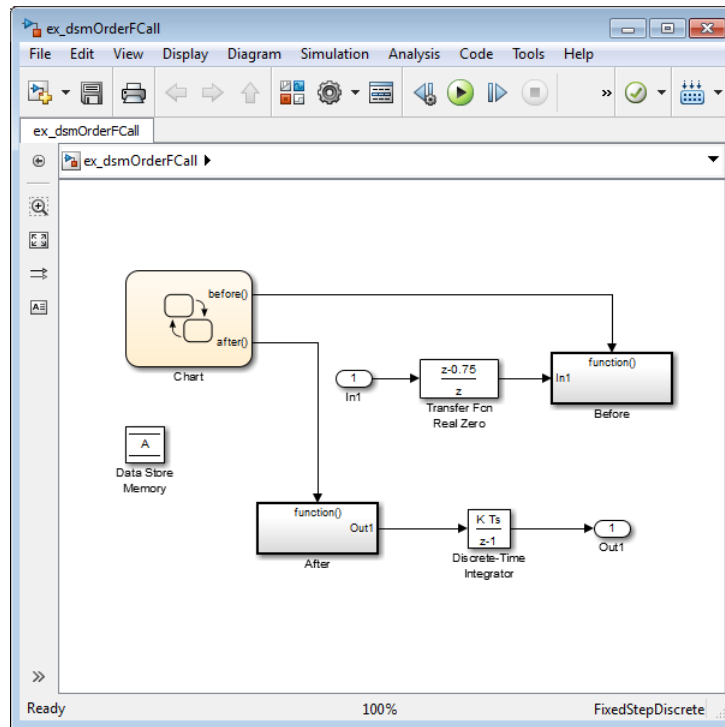 ex_dsmOrderFCall
File Edit View Display Diagram Simulation Analysis Code Tools Help
»
ex_dsmOrderFCall
ex_dsmOrderFCall
before()
after()
Chart
1
In1
z-0.75
z
Transfer Fcn
Real Zero
function()
In1
Before
A
Data Store
Memory
function()
Out1
After
K Ts
z-1
Discrete-Time
Integrator
1
Out1
»
Ready 100% FixedStepDiscrete